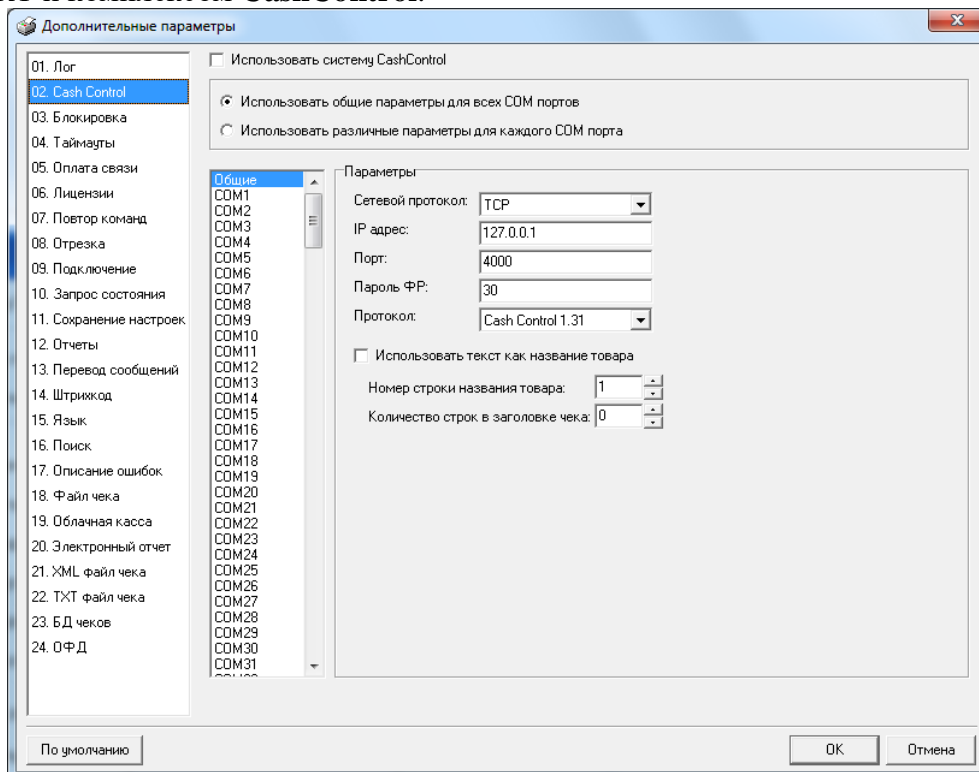 CashControl.
Дополнительные параметры
01. Лог
02. Cash Control
03. Блокировка
04. Таймауты
05. Оплата связи
06. Лицензии
07. Повтор команд
08. Отрезка
09. Подключение
10. Запрос состояния
11. Сохранение настроек
12. Отчеты
13. Перевод сообщений
14. Штрихкод
15. Язык
16. Поиск
17. Описание ошибок
18. Файл чека
19. Облачная касса
20. Электронный отчет
21. XML файл чека
22. TXT файл чека
23. БД чеков
24. ОФД
Использовать систему CashControl
Использовать общие параметры для всех COM портов
Использовать различные параметры для каждого COM порта
Общие
COM1
COM2
COM3
COM4
COM5
COM6
COM7
COM8
COM9
COM10
COM11
COM12
COM13
COM14
COM15
COM16
COM17
COM18
COM19
COM20
COM21
COM22
COM23
COM24
COM25
COM26
COM27
COM28
COM29
COM30
COM31
Параметры
Сетевой протокол: TCP
IP адрес: 127.0.0.1
Порт: 4000
Пароль ФР: 30
Протокол: Cash Control 1.31
Использовать текст как название товара
Номер строки названия товара: 1
Количество строк в заголовке чека: 0
По умолчанию
OK
Отмена